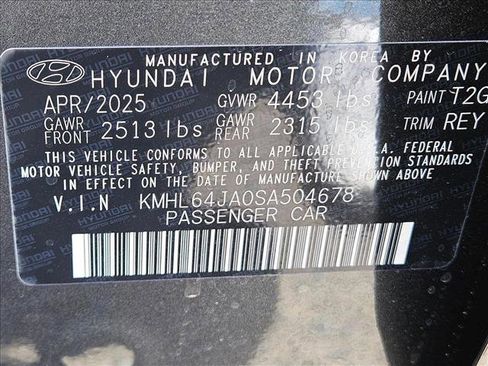 MANUFACTURED IN KOREA BY
HYUNDAI MOTOR COMPANY
APR/2025 GVWR 4453 lbs PAINT T2G
GAWR FRONT 2513 lbs GAWR REAR 2315 lbs TRIM REY
THIS VEHICLE CONFORMS TO ALL APPLICABLE U.S.A. FEDERAL
MOTOR VEHICLE SAFETY, BUMPER, AND THEFT PREVENTION STANDARDS
IN EFFECT ON THE DATE OF MANUFACTURE SHOWN ABOVE.
V.I.N KMHL64JA0SA504678
PASSENGER CAR